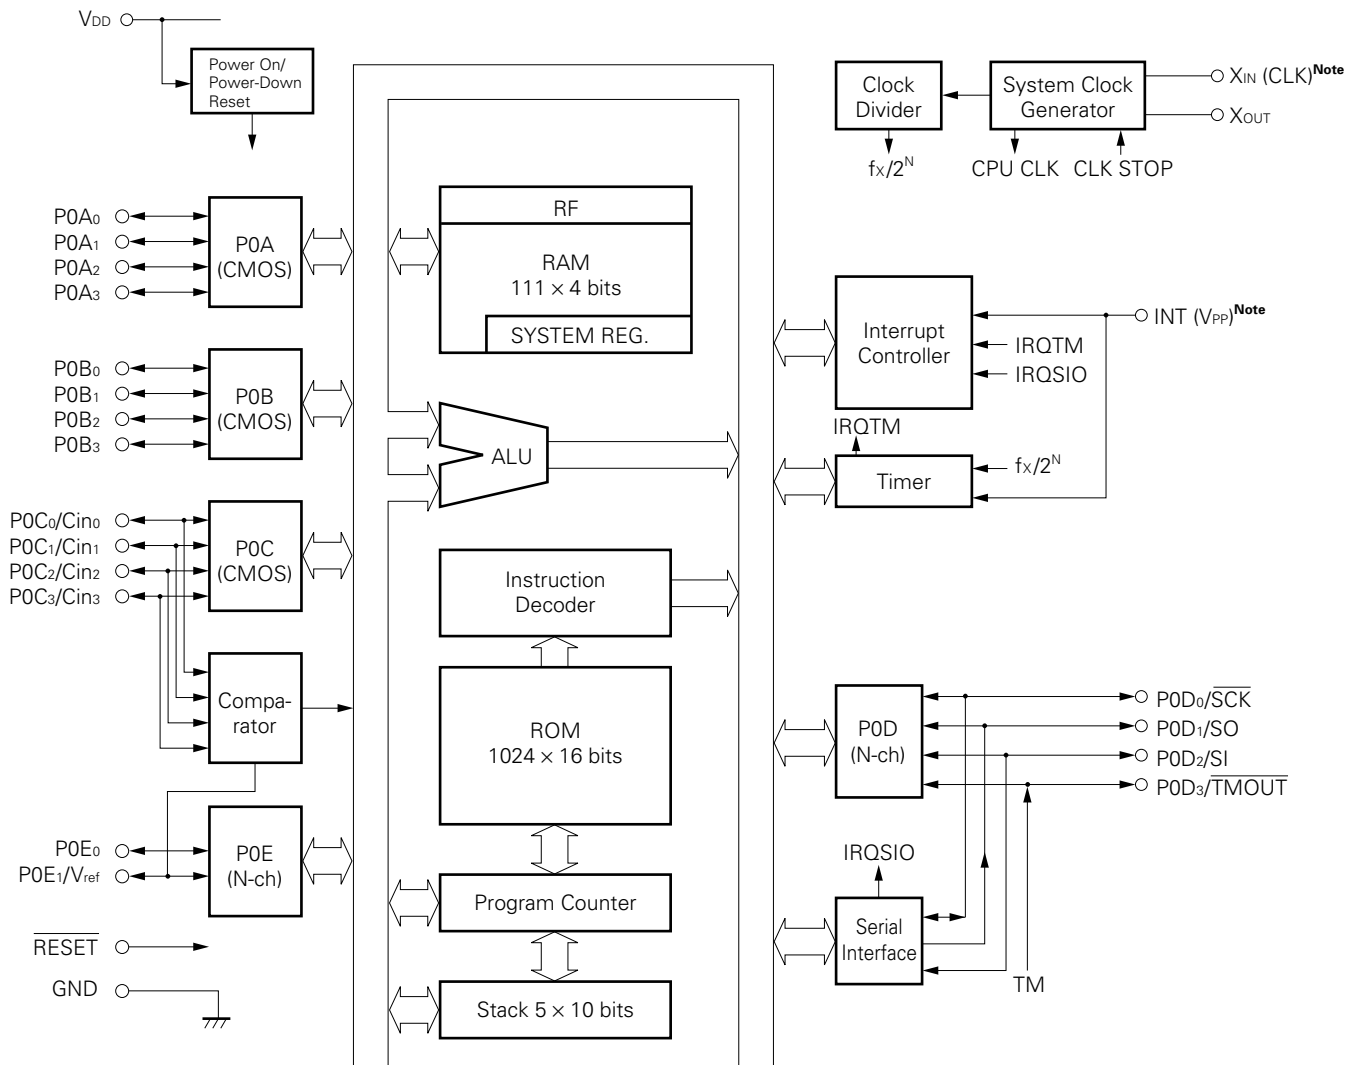 VDD
Power On/
Power-Down
Reset
P0A0
P0A1
P0A2
P0A3
P0A
(CMOS)
P0B0
P0B1
P0B2
P0B3
P0B
(CMOS)
P0C0/Cin0
P0C1/Cin1
P0C2/Cin2
P0C3/Cin3
P0C
(CMOS)
Compa-
rator
P0E0
P0E1/Vref
P0E
(N-ch)
RESET
GND
RF
RAM
111 × 4 bits
SYSTEM REG.
ALU
Instruction
Decoder
ROM
1024 × 16 bits
Program Counter
Stack 5 × 10 bits
Clock
Divider
fX/2N
System Clock
Generator
CPU CLK
CLK STOP
XIN (CLK)Note
XOUT
Interrupt
Controller
INT (VPP)Note
IRQTM
IRQSIO
IRQTM
Timer
fX/2N
P0D
(N-ch)
P0D0/SCK
P0D1/SO
P0D2/SI
P0D3/TMOUT
IRQSIO
Serial
Interface
TM